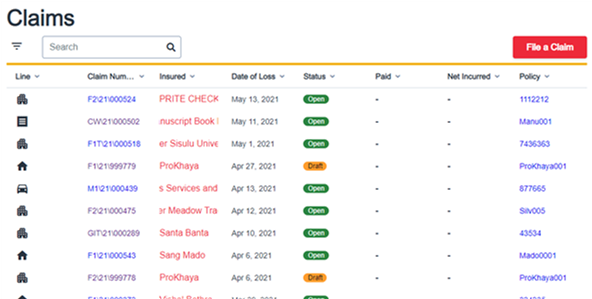 Claims
Search
File a Claim
Line Claim Num... Insured Date of Loss Status Paid Net Incurred Policy
F2\21\000524 PRITE CHECK May 13, 2021 Open - - 1112212
CW\21\000502 nuscript Book May 11, 2021 Open - - Manu001
F1T\21\000518 er Sisulu Unive May 1, 2021 Open - - 7436363
F1\21\999779 ProKhaya Apr 27, 2021 Draft - - ProKhaya001
M1\21\000439 s Services and Apr 13, 2021 Open - - 877665
F2\21\000475 er Meadow Tra Apr 12, 2021 Open - - Silv005
GIT\21\000289 Santa Banta Apr 10, 2021 Open - - 43534
F1\21\000543 Sang Mado Apr 6, 2021 Open - - Mado0001
F2\21\999778 ProKhaya Apr 6, 2021 Draft - - ProKhaya001